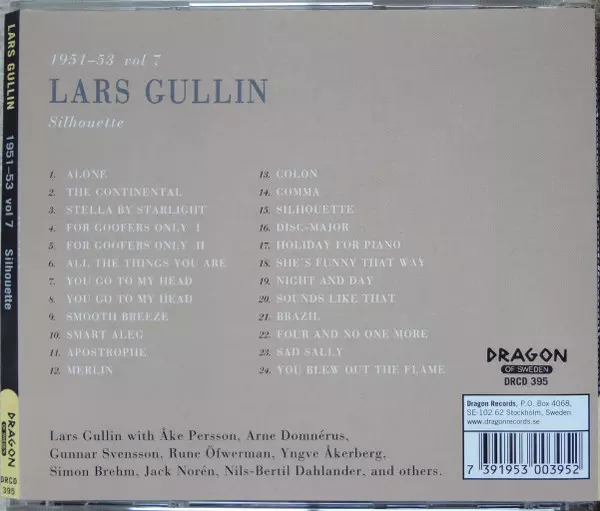 LARS GULLIN 1951–53 vol 7 Silhouette
DRAGON
OF SWEDEN
DRCD
395
1951–53 vol 7
LARS GULLIN
Silhouette
1. ALONE
2. THE CONTINENTAL
3. STELLA BY STARLIGHT
4. FOR GOOFERS ONLY I
5. FOR GOOFERS ONLY II
6. ALL THE THINGS YOU ARE
7. YOU GO TO MY HEAD
8. YOU GO TO MY HEAD
9. SMOOTH BREEZE
10. SMART ALEG
11. APOSTROPHE
12. MERLIN
13. COLON
14. COMMA
15. SILHOUETTE
16. DISC-MAJOR
17. HOLIDAY FOR PIANO
18. SHE'S FUNNY THAT WAY
19. NIGHT AND DAY
20. SOUNDS LIKE THAT
21. BRAZIL
22. FOUR AND NO ONE MORE
23. SAD SALLY
24. YOU BLEW OUT THE FLAME
DRAGON
OF SWEDEN
DRCD 395
Dragon Records, P.O. Box 4068,
SE-102 62 Stockholm, Sweden
www.dragonrecords.se
7 391953 003952
Lars Gullin with Åke Persson, Arne Domnérus,
Gunnar Svensson, Rune Öfwerman, Yngve Åkerberg,
Simon Brehm, Jack Norén, Nils-Bertil Dahlander, and others.